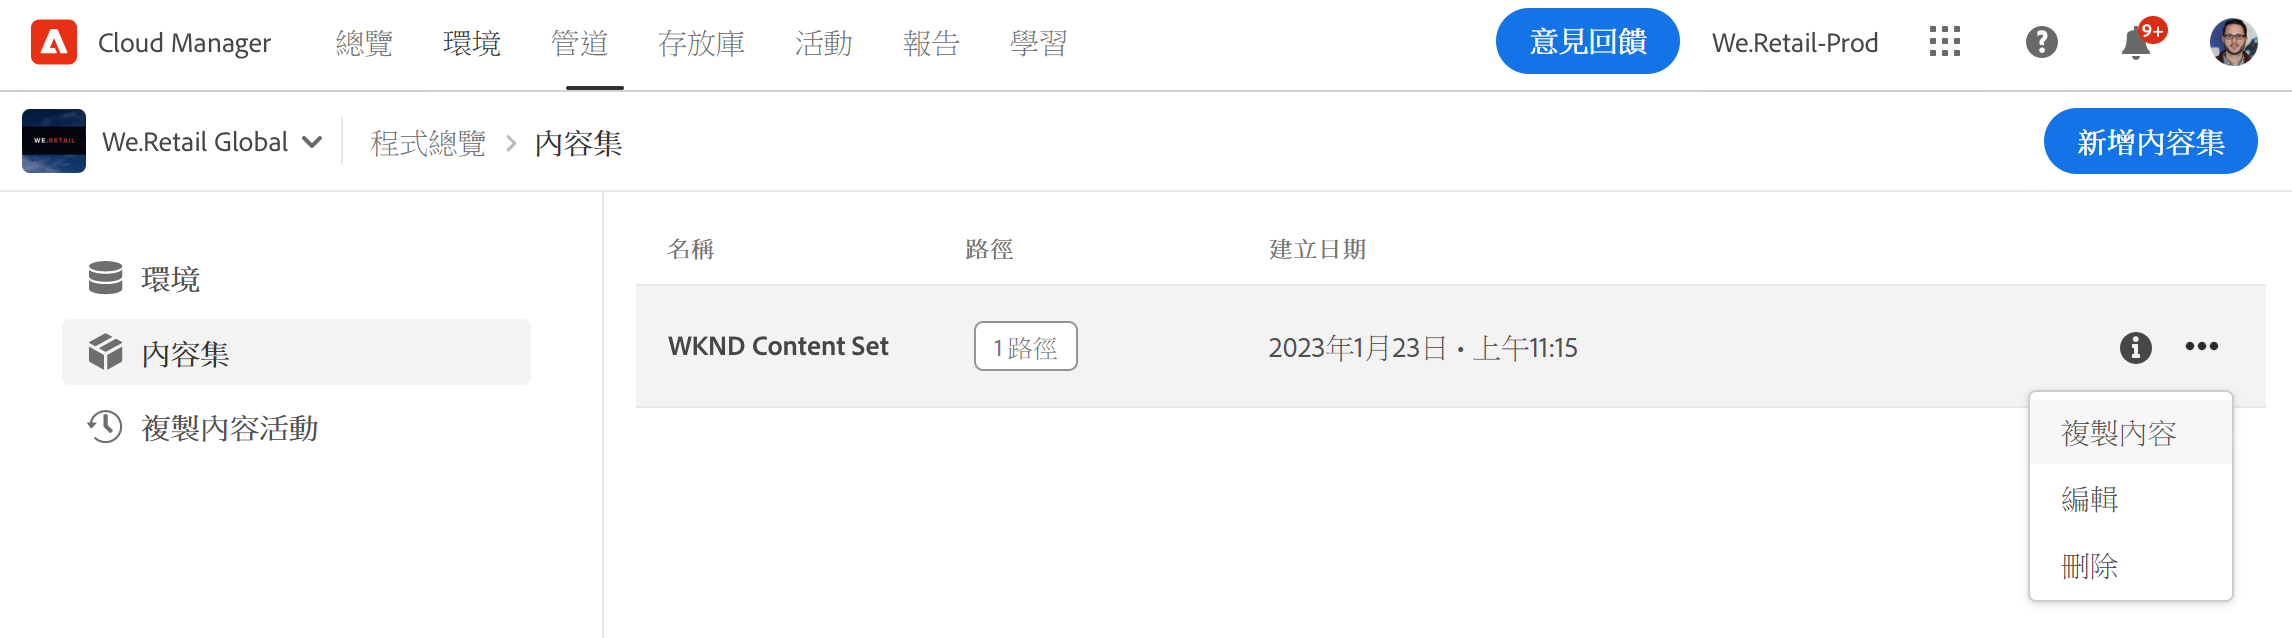 Cloud Manager 總覽 環境 管道 存放庫 活動 報告 學習 意見回饋 We.Retail-Prod 9+
WE.RETAIL We.Retail Global 程式總覽 內容集 新增內容集
名稱 路徑 建立日期
環境
內容集
複製內容活動
WKND Content Set 1 路徑 2023年1月23日 • 上午11:15
複製內容
編輯
刪除